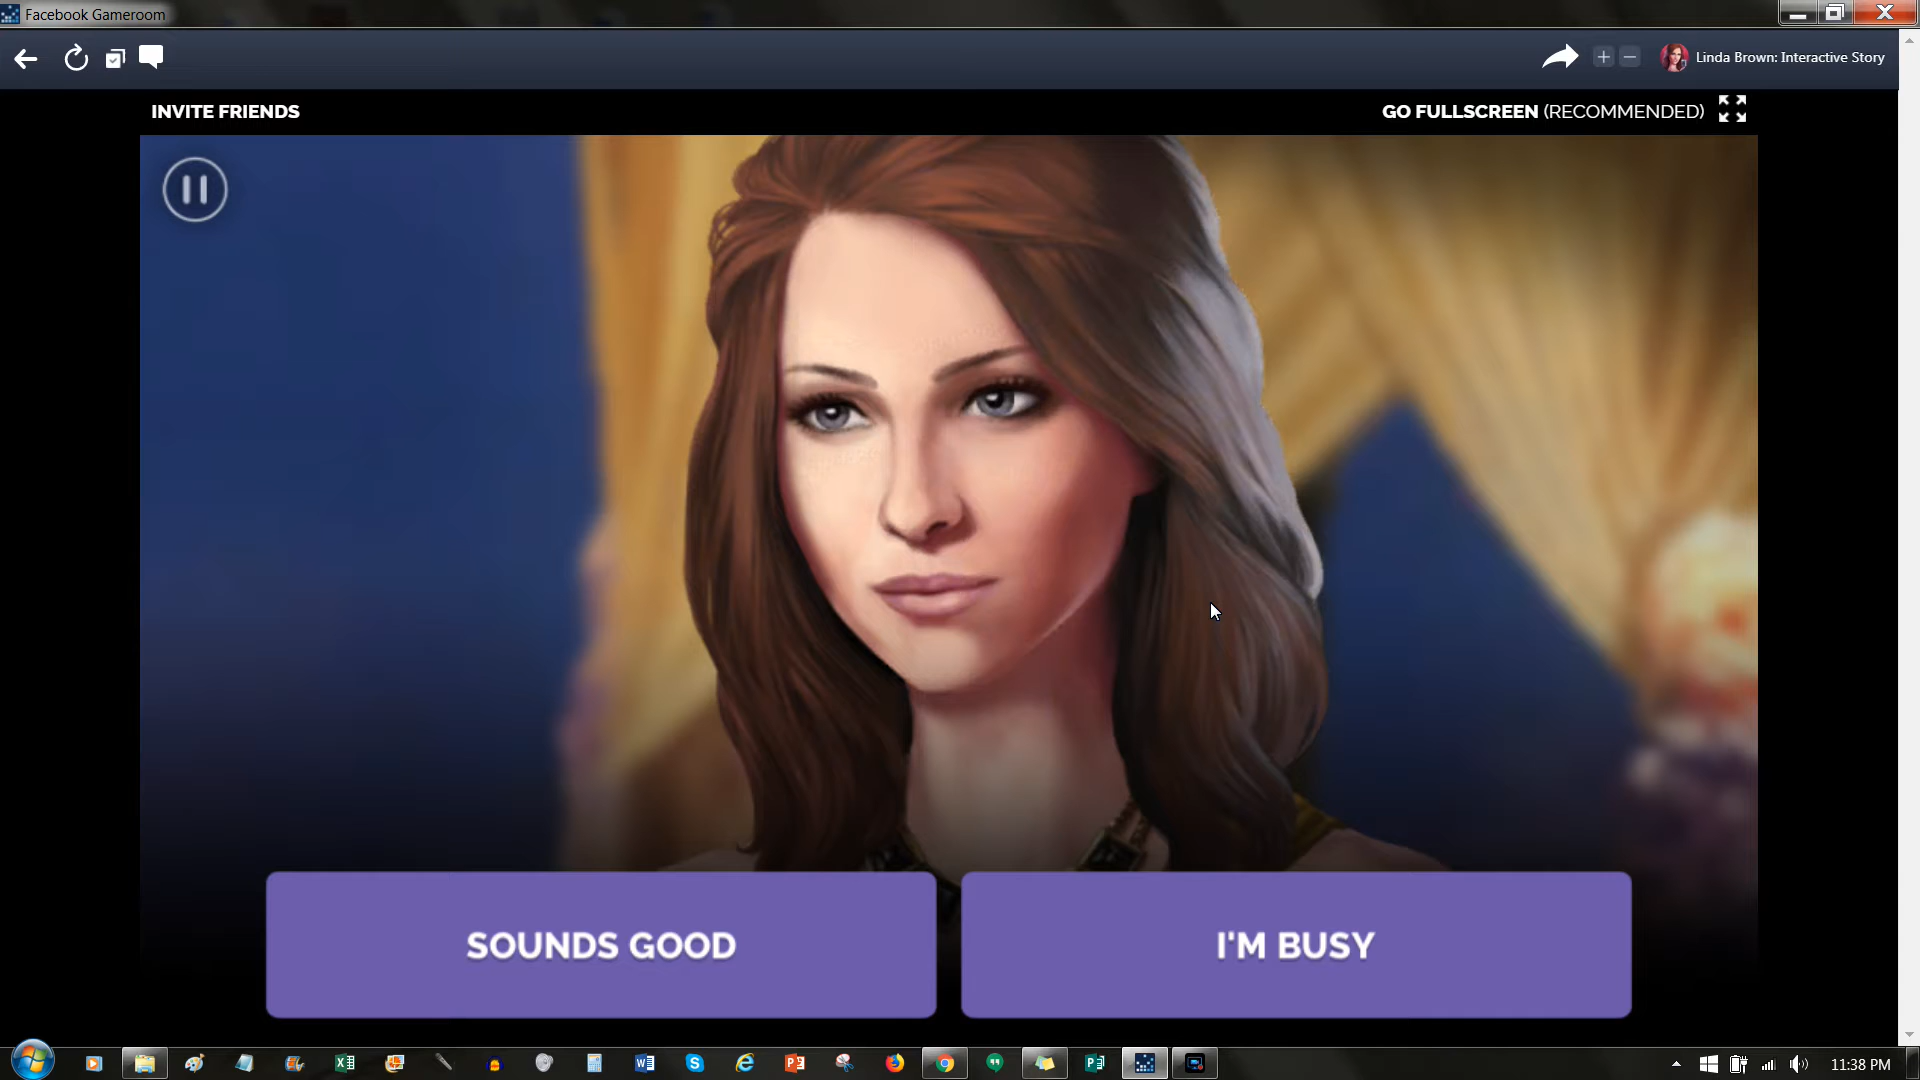 Facebook Gameroom
Linda Brown: Interactive Story
INVITE FRIENDS
GO FULLSCREEN (RECOMMENDED)
SOUNDS GOOD
I'M BUSY
11:38 PM